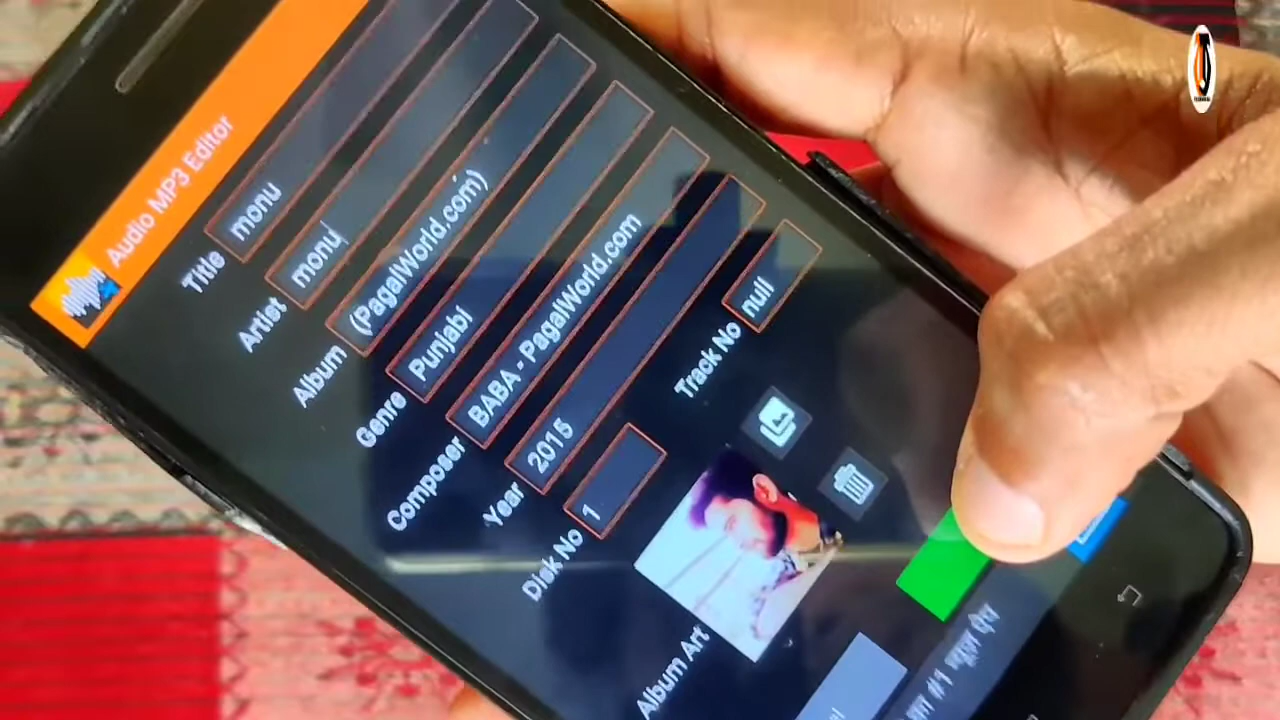 Audio MP3 Editor
Title monu
Artist monu
Album (PagalWorld.com)
Genre Punjabi
Composer BABA - PagalWorld.com
Year 2015
Disk No 1 Track No null
Album Art
#1